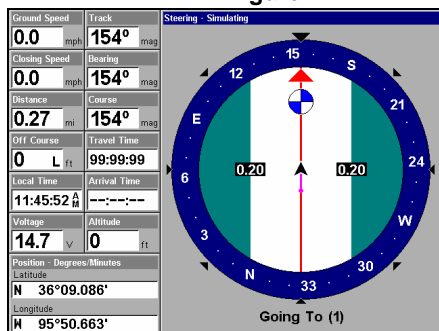 Ground Speed
0.0 mph
Track
154° mag
Closing Speed
0.0 mph
Bearing
154° mag
Distance
0.27 mi
Course
154° mag
Off Course
0 L ft
Travel Time
99:99:99
Local Time
11:45:52 AM
Arrival Time
--:--:--
Voltage
14.7 V
Altitude
0 ft
Position - Degrees/Minutes
Latitude
N 36°09.086'
Longitude
W 95°50.663'
Steering - Simulating
15
S
21
24
W
30
33
N
3
6
E
12
0.20
0.20
Going To (1)